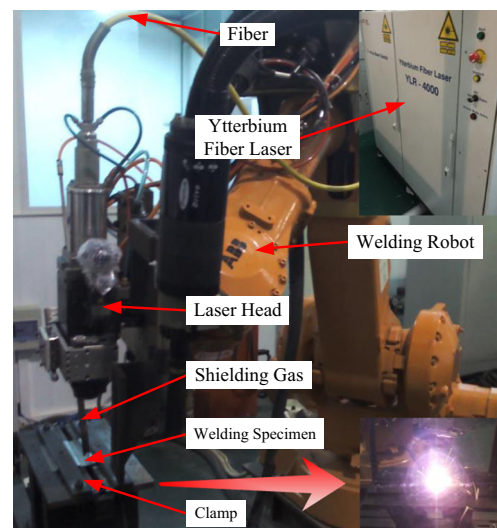 Fiber
Ytterbium Fiber Laser
YLR - 4000
Ytterbium
Fiber Laser
Welding Robot
ABB
Laser Head
Shielding Gas
Welding Specimen
Clamp